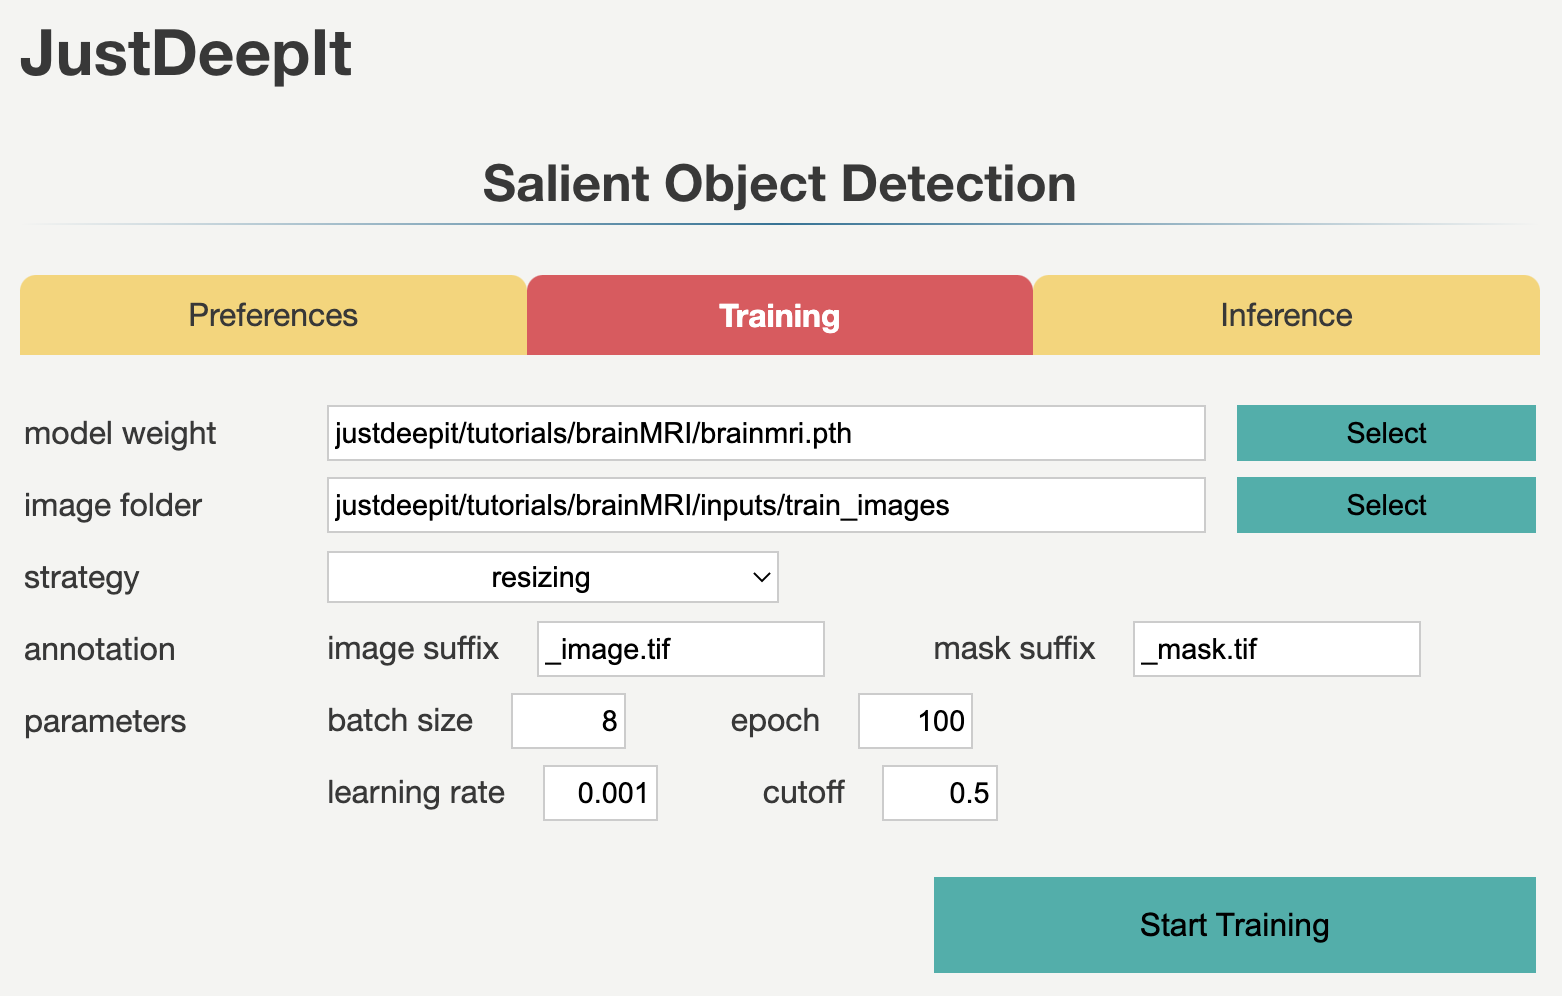 JustDeepIt
Salient Object Detection
Preferences Training Inference
model weight justdeepit/tutorials/brainMRI/brainmri.pth Select
image folder justdeepit/tutorials/brainMRI/inputs/train_images Select
strategy resizing
annotation image suffix _image.tif mask suffix _mask.tif
parameters batch size 8 epoch 100
learning rate 0.001 cutoff 0.5
Start Training